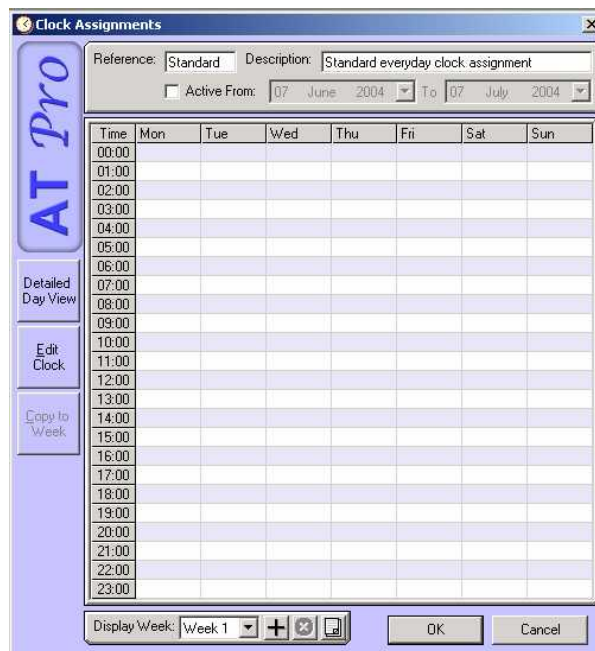 Clock Assignments
AT Pro
Reference: Standard Description: Standard everyday clock assignment
Active From: 07 June 2004 To 07 July 2004
Time Mon Tue Wed Thu Fri Sat Sun
00:00
01:00
02:00
03:00
04:00
05:00
06:00
07:00
08:00
09:00
10:00
11:00
12:00
13:00
14:00
15:00
16:00
17:00
18:00
19:00
20:00
21:00
22:00
23:00
Detailed
Day View
Edit
Clock
Copy to
Week
Display Week: Week 1 OK Cancel